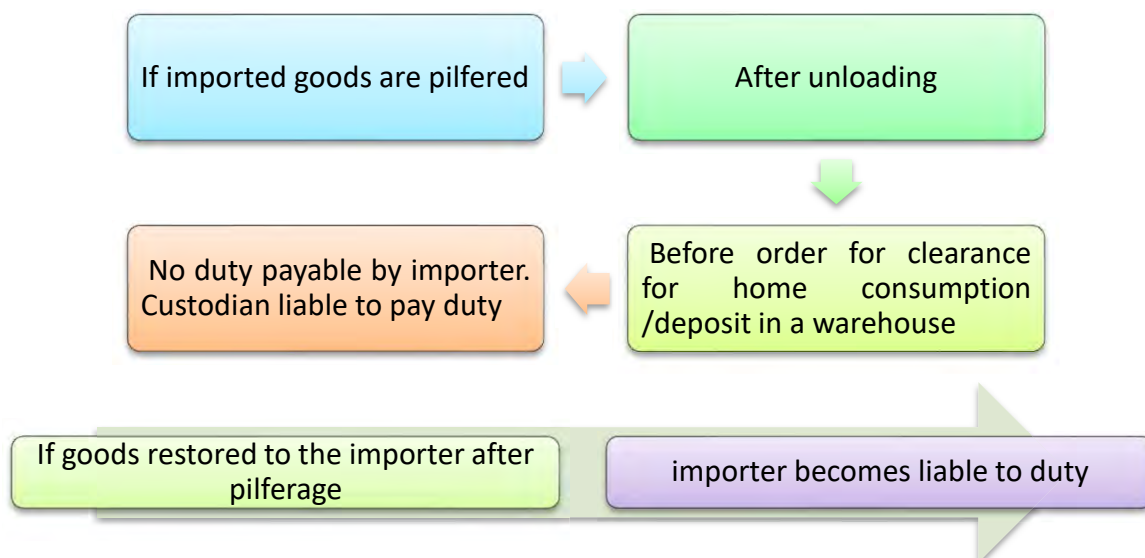 If imported goods are pilfered
After unloading
Before order for clearance
for home consumption
/deposit in a warehouse
No duty payable by importer.
Custodian liable to pay duty
If goods restored to the importer after
pilferage
importer becomes liable to duty